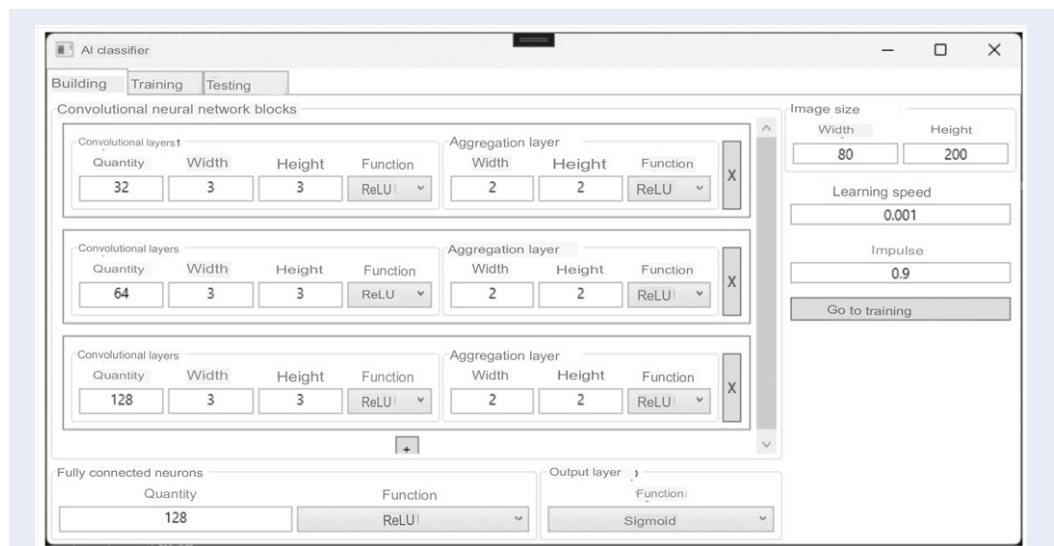 AI classifier
Building Training Testing
Convolutional neural network blocks
Convolutional layers Aggregation layer
Quantity Width Height Function Width Height Function
32 3 3 ReLU 2 2 ReLU X
Convolutional layers Aggregation layer
Quantity Width Height Function Width Height Function
64 3 3 ReLU 2 2 ReLU X
Convolutional layers Aggregation layer
Quantity Width Height Function Width Height Function
128 3 3 ReLU 2 2 ReLU X
+
Fully connected neurons
Quantity Function
128 ReLU
Output layer
Function
Sigmoid
Image size
Width Height
80 200
Learning speed
0.001
Impulse
0.9
Go to training